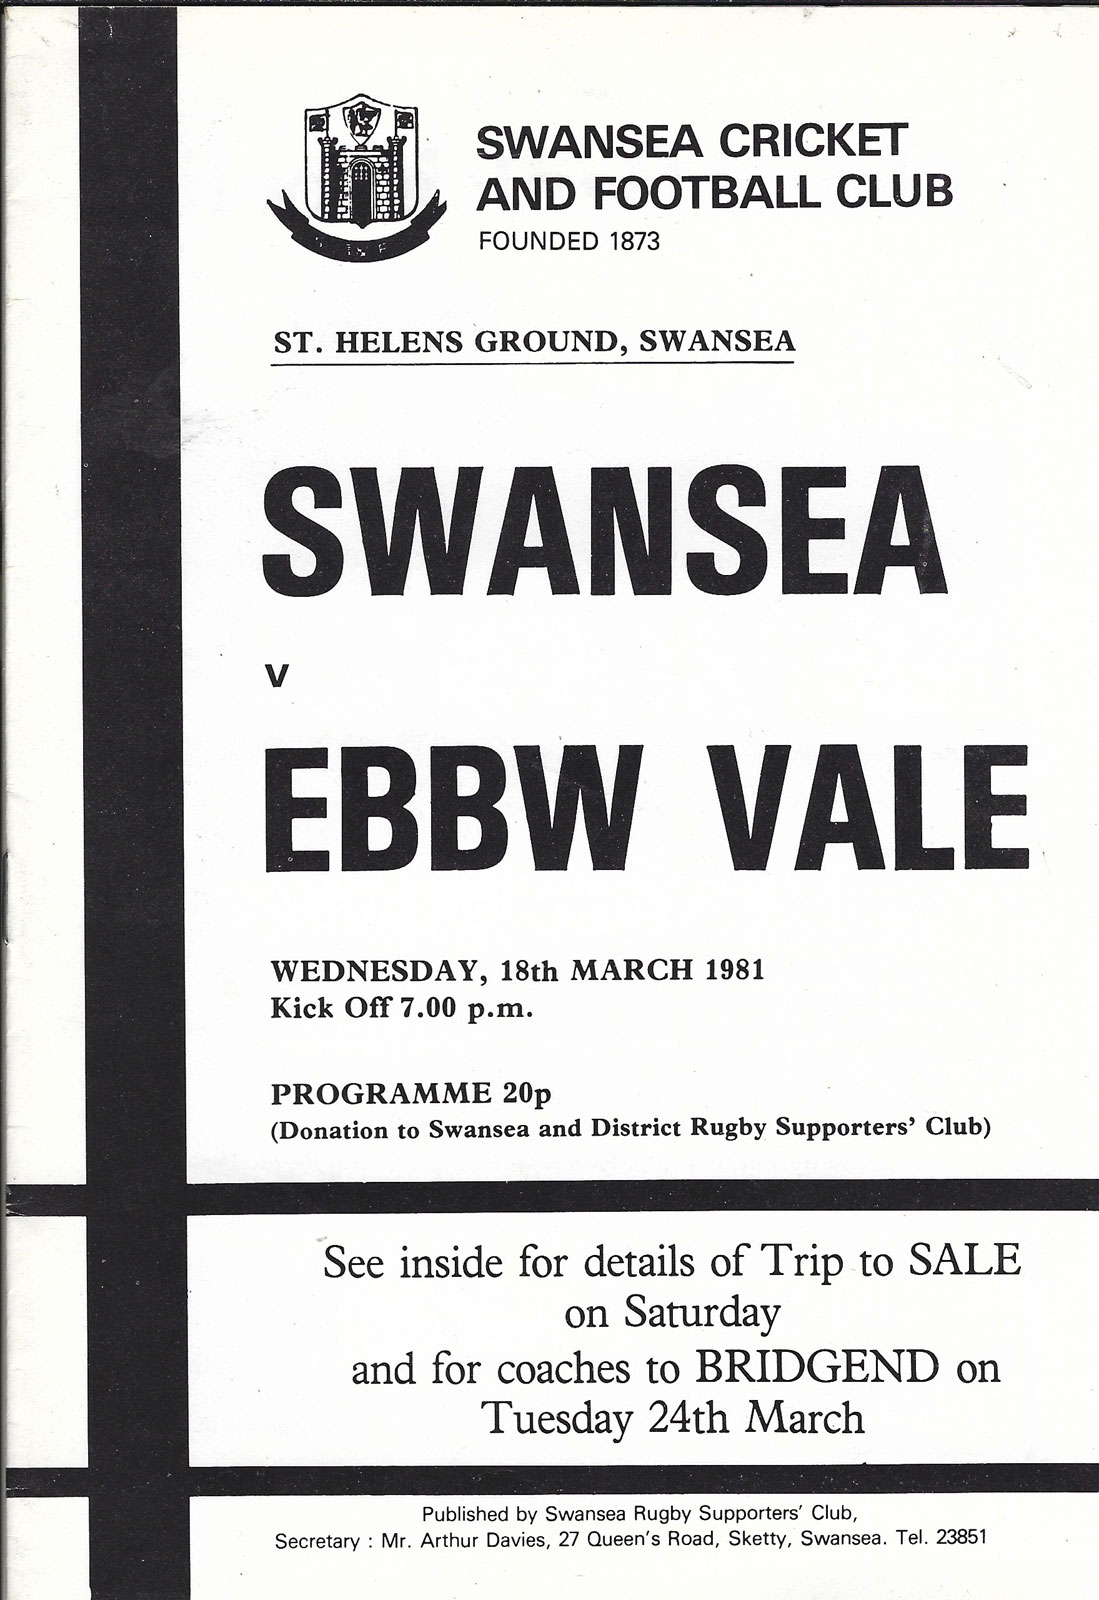 SWANSEA CRICKET
AND FOOTBALL CLUB
FOUNDED 1873
ST. HELENS GROUND, SWANSEA
SWANSEA
v
EBBW VALE
WEDNESDAY, 18th MARCH 1981
Kick Off 7.00 p.m.
PROGRAMME 20p
(Donation to Swansea and District Rugby Supporters' Club)
See inside for details of Trip to SALE
on Saturday
and for coaches to BRIDGEND on
Tuesday 24th March
Published by Swansea Rugby Supporters' Club,
Secretary : Mr. Arthur Davies, 27 Queen's Road, Sketty, Swansea. Tel. 23851